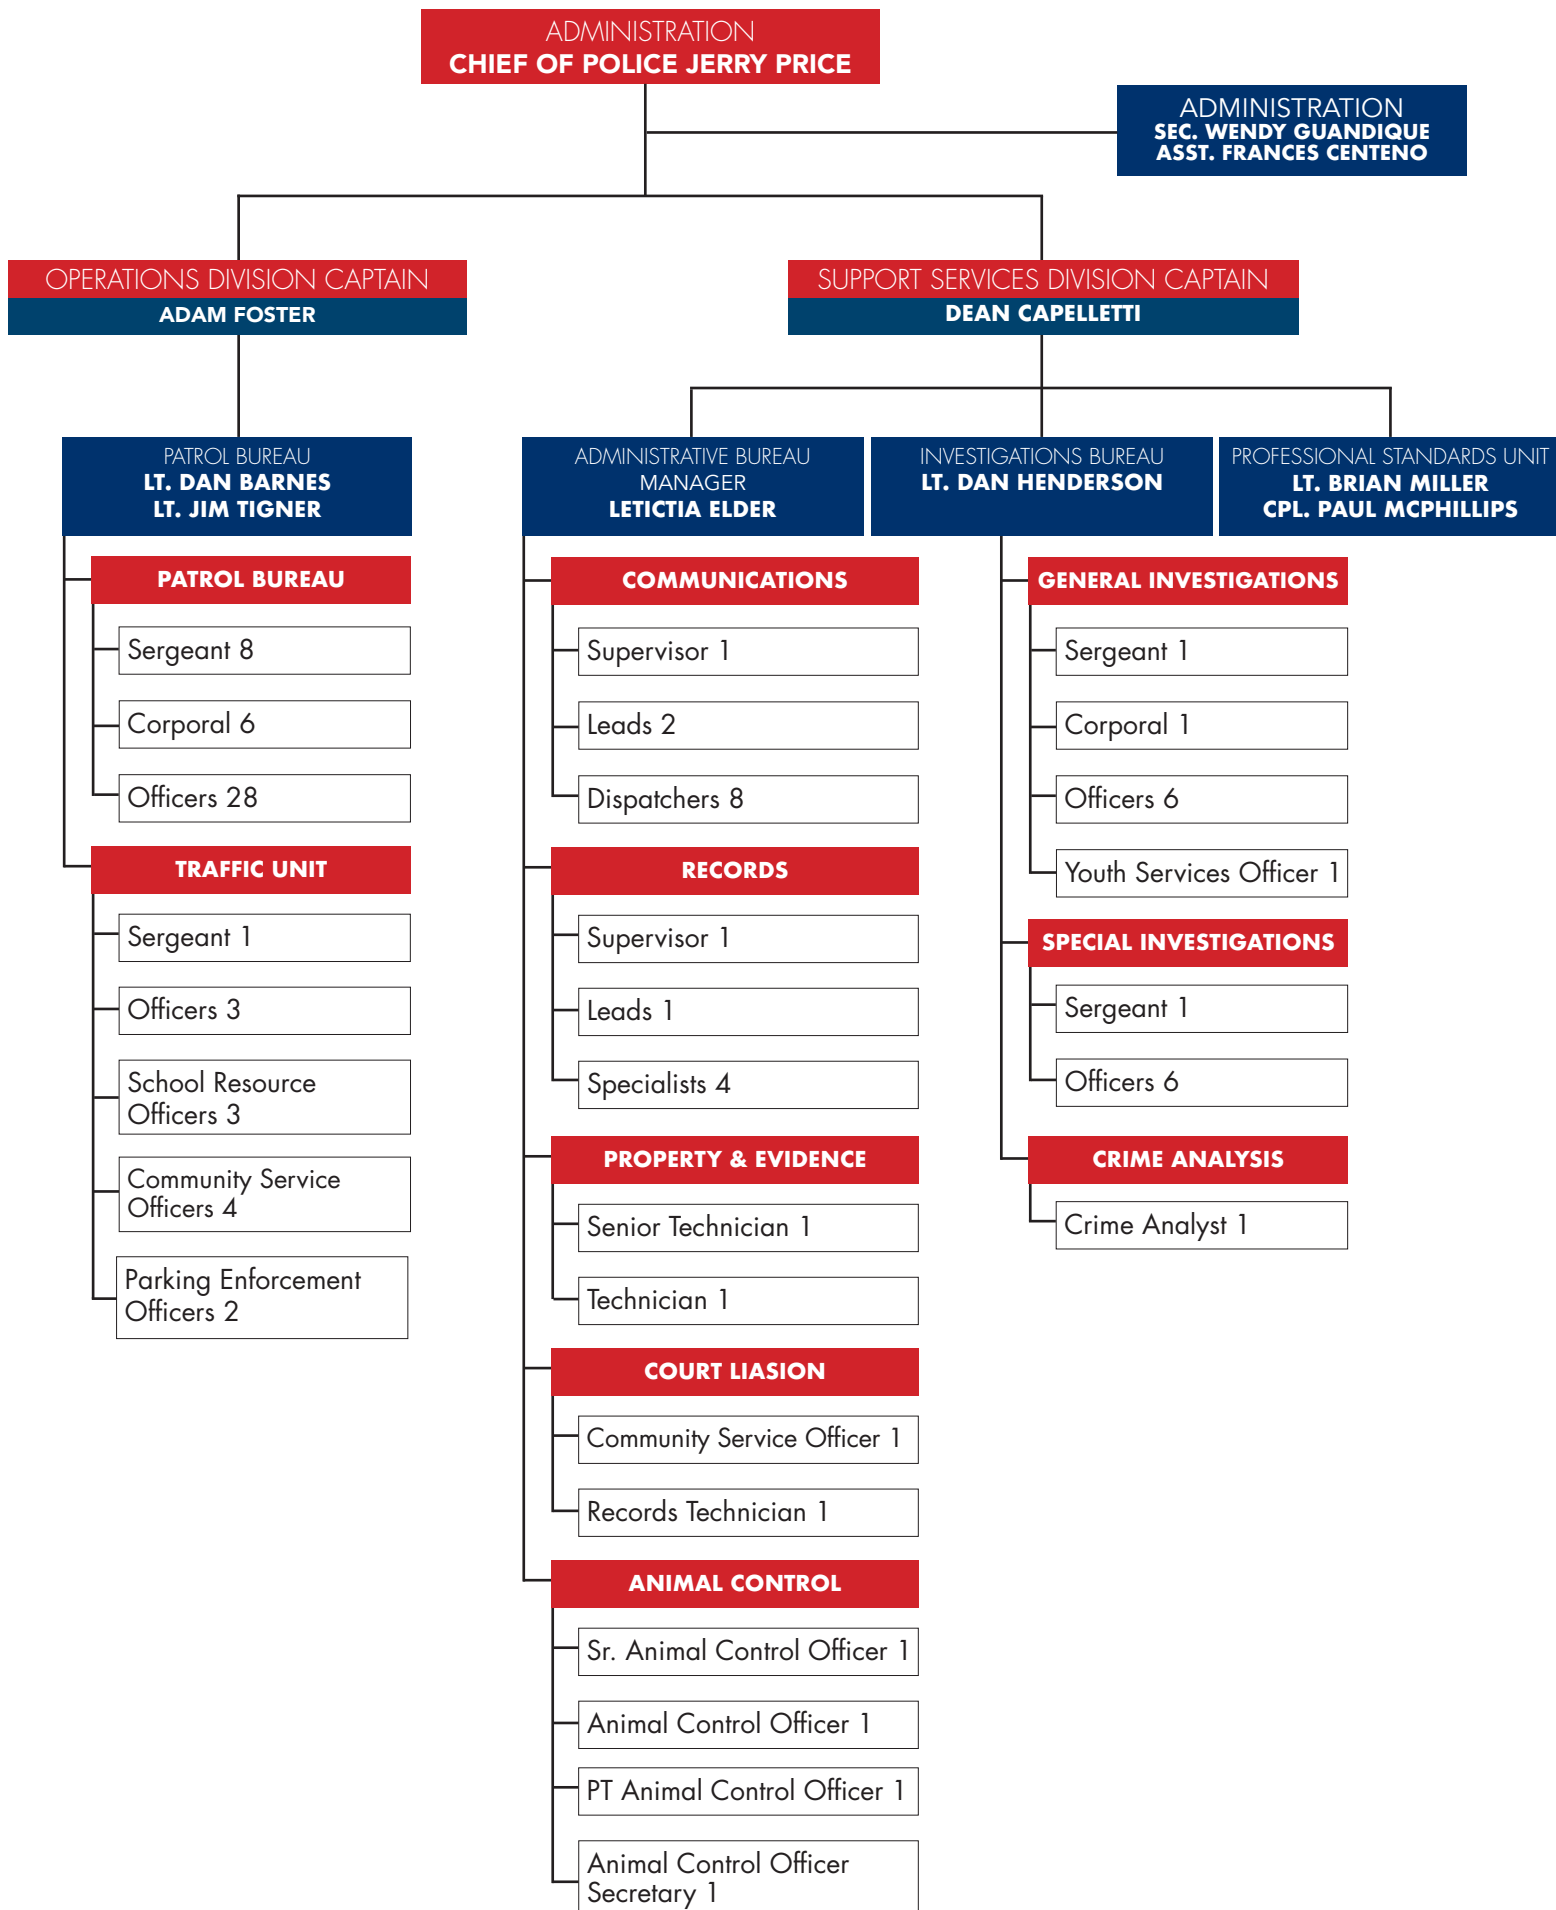 ADMINISTRATION
CHIEF OF POLICE JERRY PRICE
ADMINISTRATION
SEC. WENDY GUANDIQUE
ASST. FRANCES CENTENO
OPERATIONS DIVISION CAPTAIN
ADAM FOSTER
SUPPORT SERVICES DIVISION CAPTAIN
DEAN CAPELLETTI
PATROL BUREAU
LT. DAN BARNES
LT. JIM TIGNER
PATROL BUREAU
Sergeant 8
Corporal 6
Officers 28
TRAFFIC UNIT
Sergeant 1
Officers 3
School Resource
Officers 3
Community Service
Officers 4
Parking Enforcement
Officers 2
ADMINISTRATIVE BUREAU
MANAGER
LETICTIA ELDER
COMMUNICATIONS
Supervisor 1
Leads 2
Dispatchers 8
RECORDS
Supervisor 1
Leads 1
Specialists 4
PROPERTY & EVIDENCE
Senior Technician 1
Technician 1
COURT LIASION
Community Service Officer 1
Records Technician 1
ANIMAL CONTROL
Sr. Animal Control Officer 1
Animal Control Officer 1
PT Animal Control Officer 1
Animal Control Officer
Secretary 1
INVESTIGATIONS BUREAU
LT. DAN HENDERSON
GENERAL INVESTIGATIONS
Sergeant 1
Corporal 1
Officers 6
Youth Services Officer 1
SPECIAL INVESTIGATIONS
Sergeant 1
Officers 6
CRIME ANALYSIS
Crime Analyst 1
PROFESSIONAL STANDARDS UNIT
LT. BRIAN MILLER
CPL. PAUL MCPHILLIPS